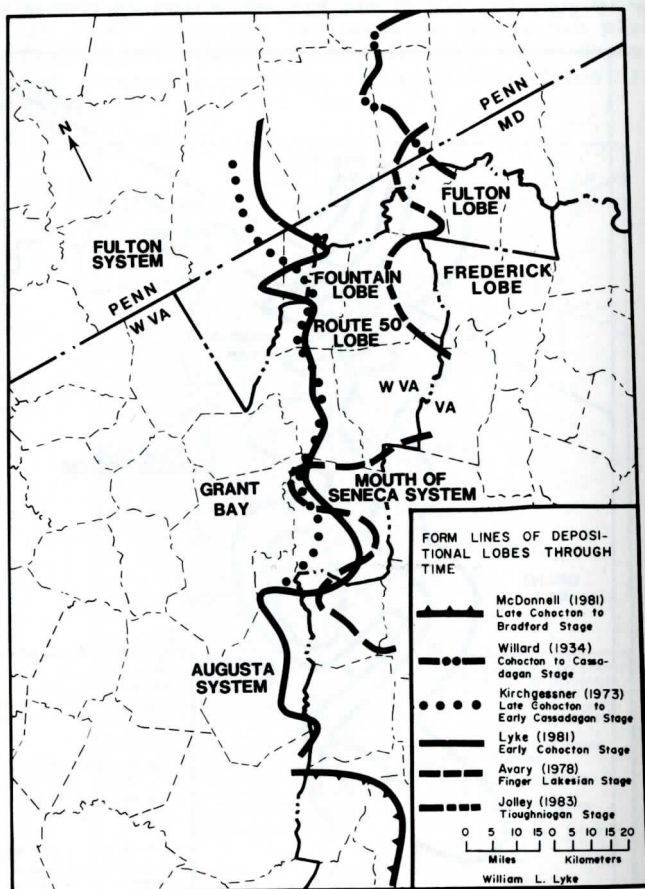 N
PENN
MD
FULTON
LOBE
FULTON
SYSTEM
FOUNTAIN
LOBE
FREDERICK
LOBE
PENN
W VA
ROUTE 50
LOBE
W VA
VA
GRANT
BAY
MOUTH OF
SENECA SYSTEM
AUGUSTA
SYSTEM
FORM LINES OF DEPOSI-
TIONAL LOBES THROUGH
TIME
McDonnell (1981)
Late Cohocton to
Bradford Stage
Willard (1934)
Cohocton to Cassa-
dagan Stage
Kirchgessner (1973)
Late Cohocton to
Early Cassadagan Stage
Lyke (1981)
Early Cohocton Stage
Avary (1978)
Finger Lakesian Stage
Jolley (1983)
Tioughniogan Stage
0 5 10 15 0 5 10 15 20
Miles Kilometers
William L. Lyke